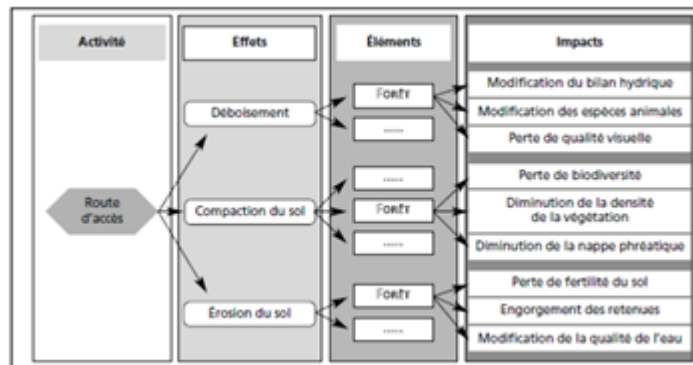 Activité
Effets
Éléments
Impacts
Route
d'accès
Déboisement
FORÊT
......
Modification du bilan hydrique
Modification des espèces animales
Perte de qualité visuelle
Compaction du sol
......
FORÊT
......
Perte de biodiversité
Diminution de la densité
de la végétation
Diminution de la nappe phréatique
Érosion du sol
FORÊT
......
Perte de fertilité du sol
Engorgement des retenues
Modification de la qualité de l'eau